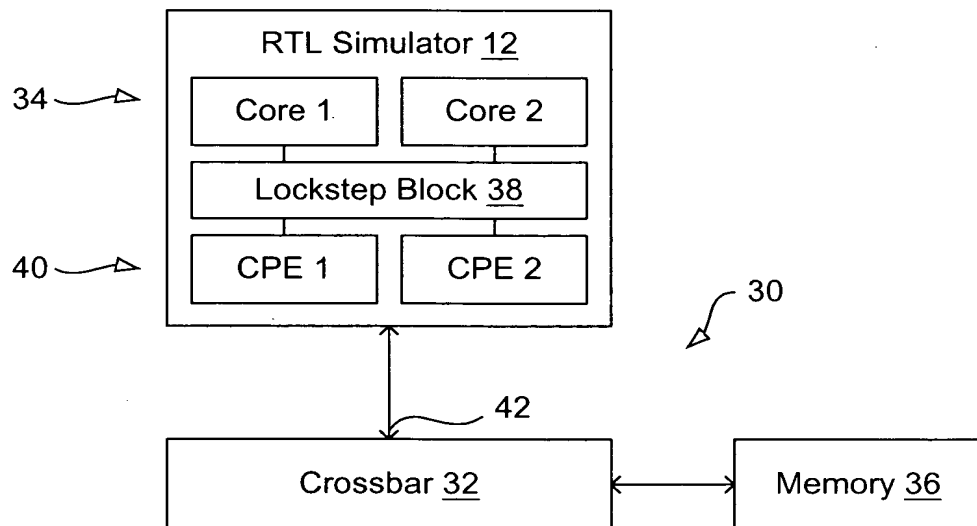 RTL Simulator 12
34
Core 1
Core 2
Lockstep Block 38
40
CPE 1
CPE 2
30
42
Crossbar 32
Memory 36